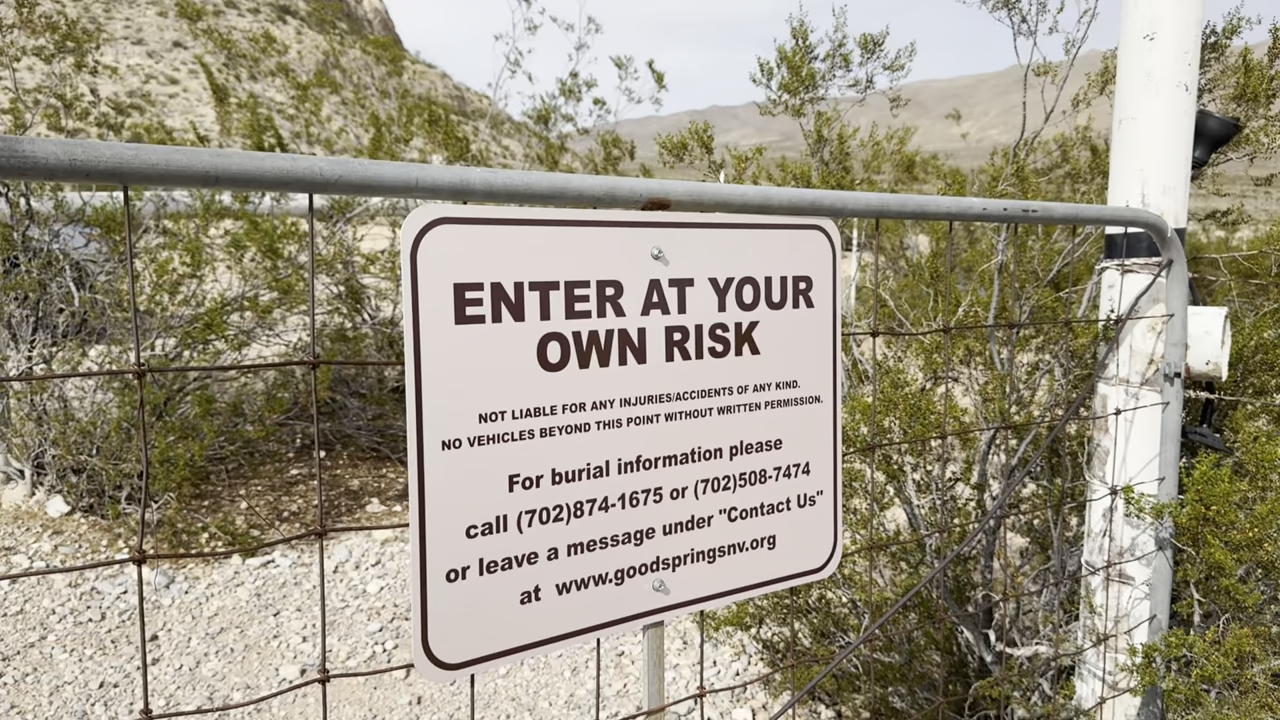 ENTER AT YOUR
OWN RISK
NOT LIABLE FOR ANY INJURIES/ACCIDENTS OF ANY KIND.
NO VEHICLES BEYOND THIS POINT WITHOUT WRITTEN PERMISSION.
For burial information please
call (702)874-1675 or (702)508-7474
or leave a message under "Contact Us"
at www.goodspringsnv.org